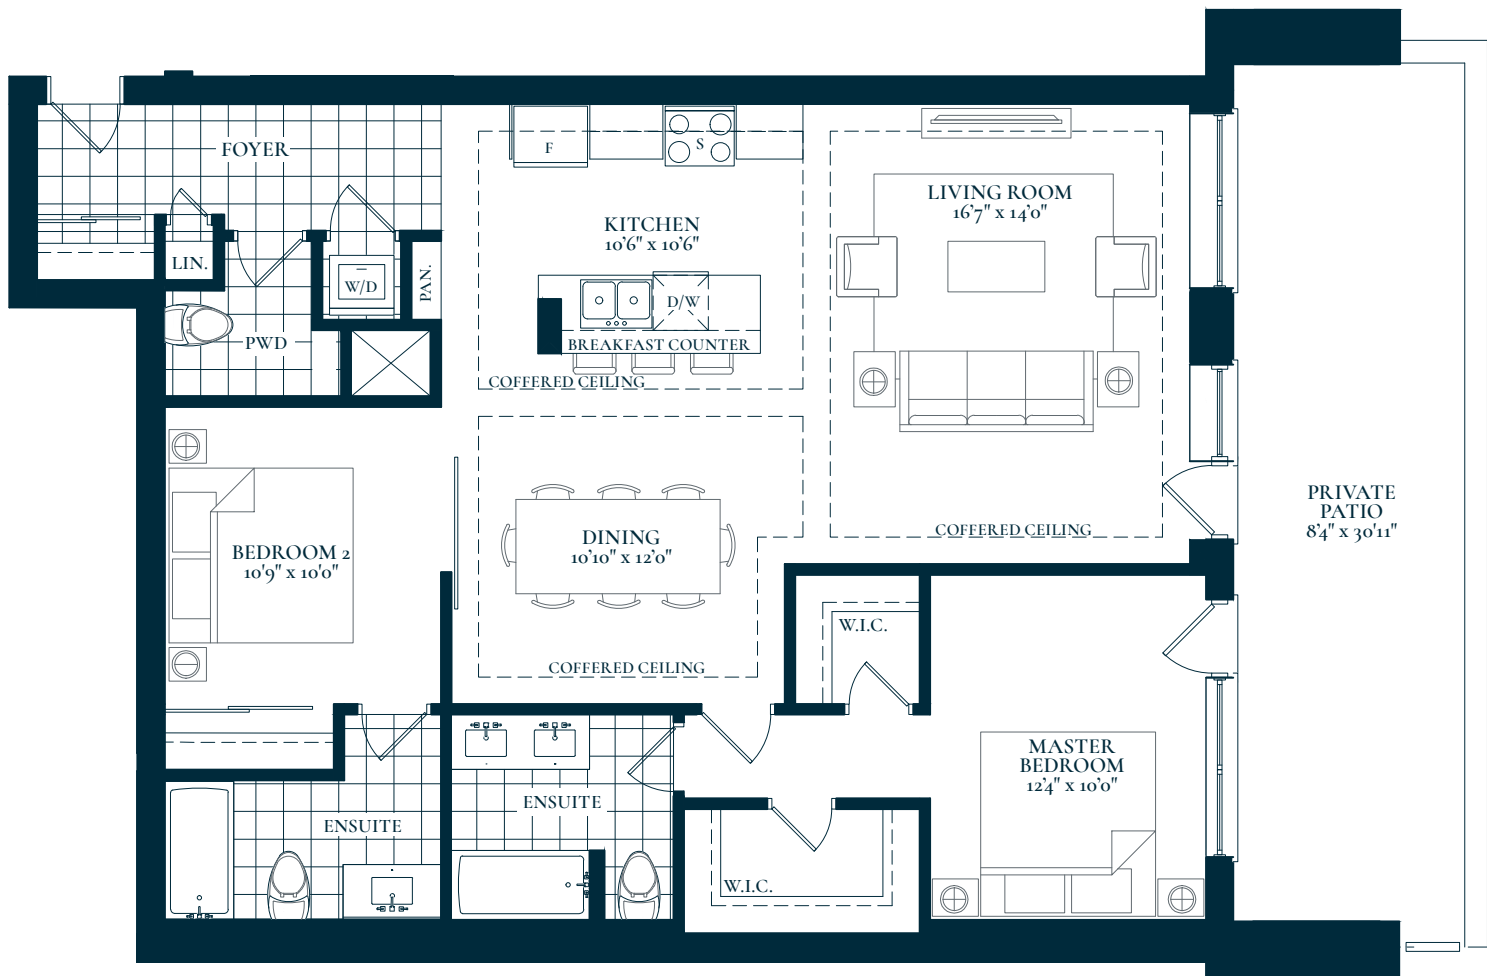 FOYER
F
S
LIVING ROOM
16'7" x 14'0"
KITCHEN
10'6" x 10'6"
LIN.
W/D
PAN.
D/W
PWD
BREAKFAST COUNTER
COFFERED CEILING
PRIVATE
PATIO
8'4" x 30'11"
COFFERED CEILING
DINING
10'10" x 12'0"
BEDROOM 2
10'9" x 10'0"
W.I.C.
COFFERED CEILING
MASTER
BEDROOM
12'4" x 10'0"
ENSUITE
ENSUITE
W.I.C.